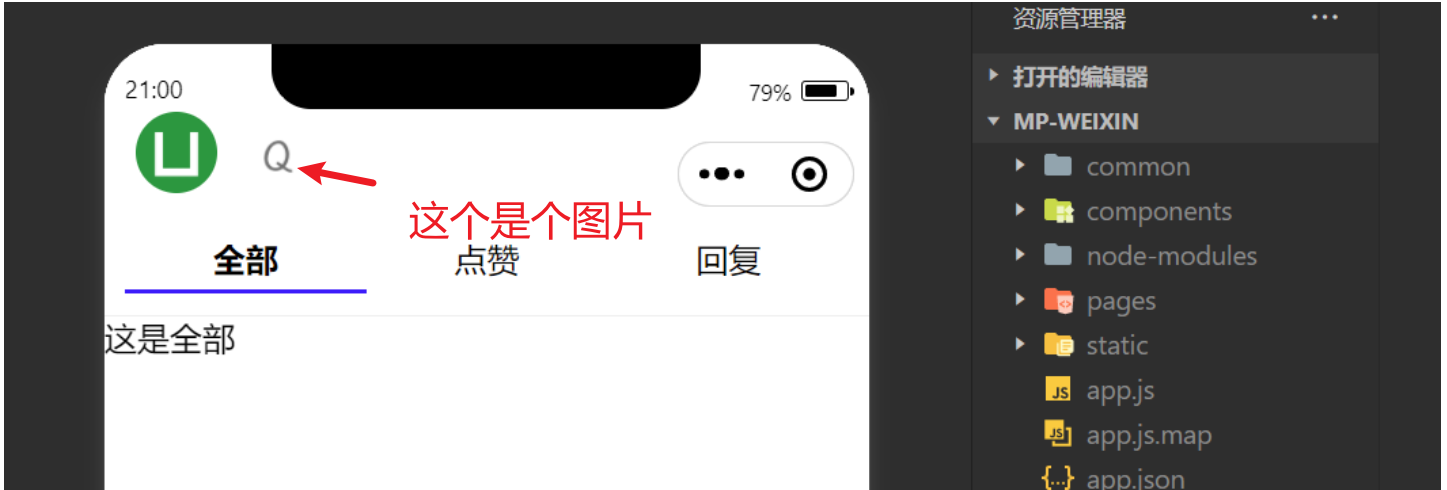 资源管理器
21:00
79%
打开的编辑器
MP-WEIXIN
Q
common
这个是个图片
components
全部
点赞
回复
node-modules
pages
这是全部
static
JS
app.js
JS
app.js.map
{...}
app.json